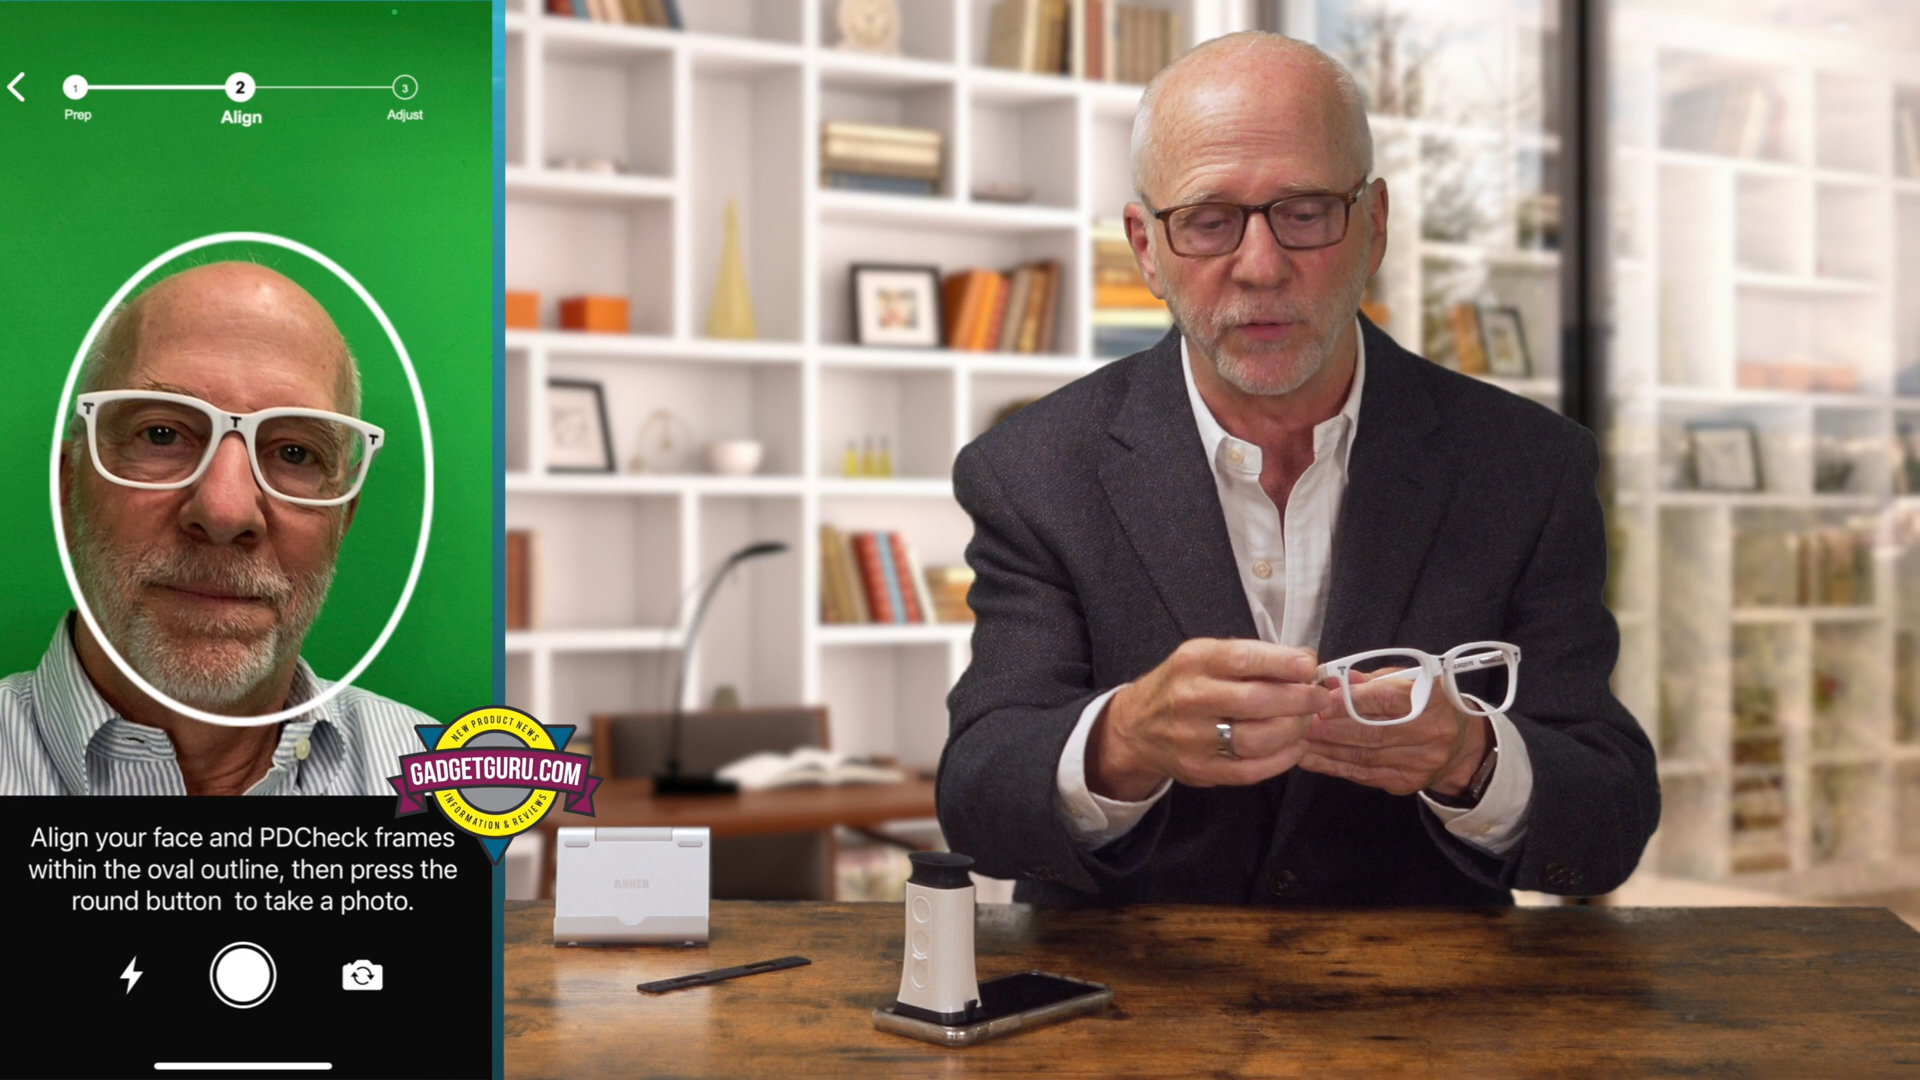 1
2
3
Prep
Align
Adjust
T
T
T
Align your face and PDCheck frames
within the oval outline, then press the
round button to take a photo.
NEW PRODUCT NEWS
GADGETGURU.COM
INFORMATION & REVIEWS
ANKER
T
T
T